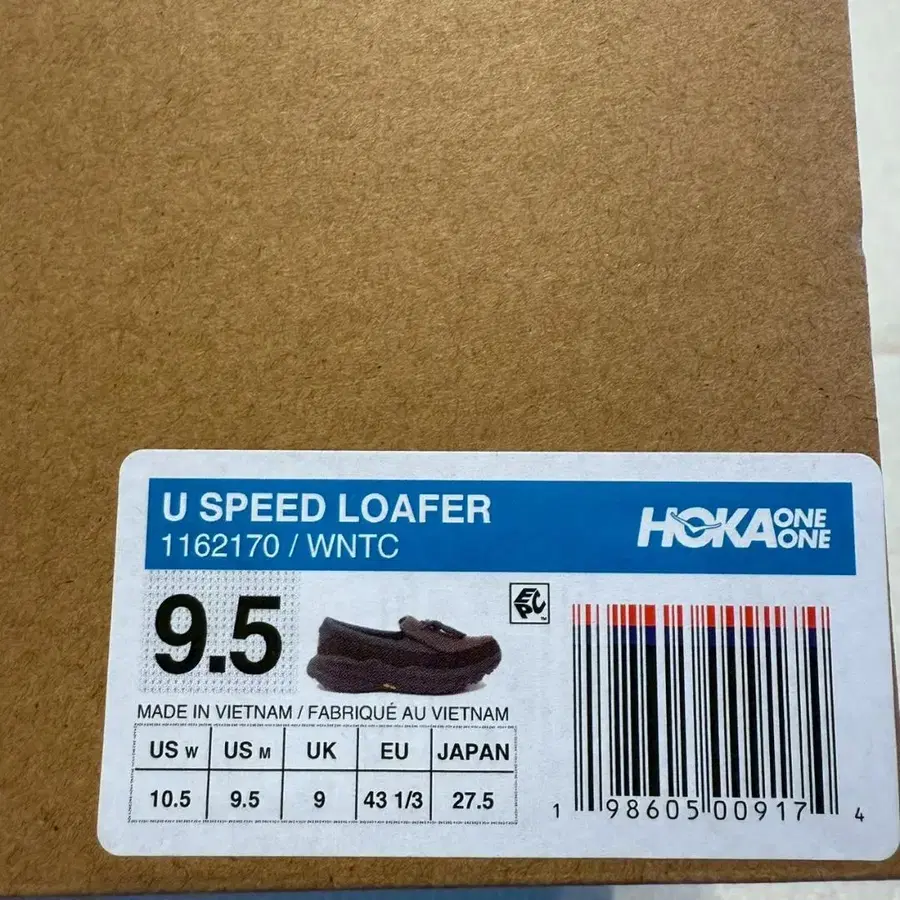 U SPEED LOAFER
1162170 / WNTC
HOKA ONE ONE
9.5
EPC
MADE IN VIETNAM / FABRIQUÉ AU VIETNAM
US W US M UK EU JAPAN
10.5 9.5 9 43 1/3 27.5
1 98605 00917 4